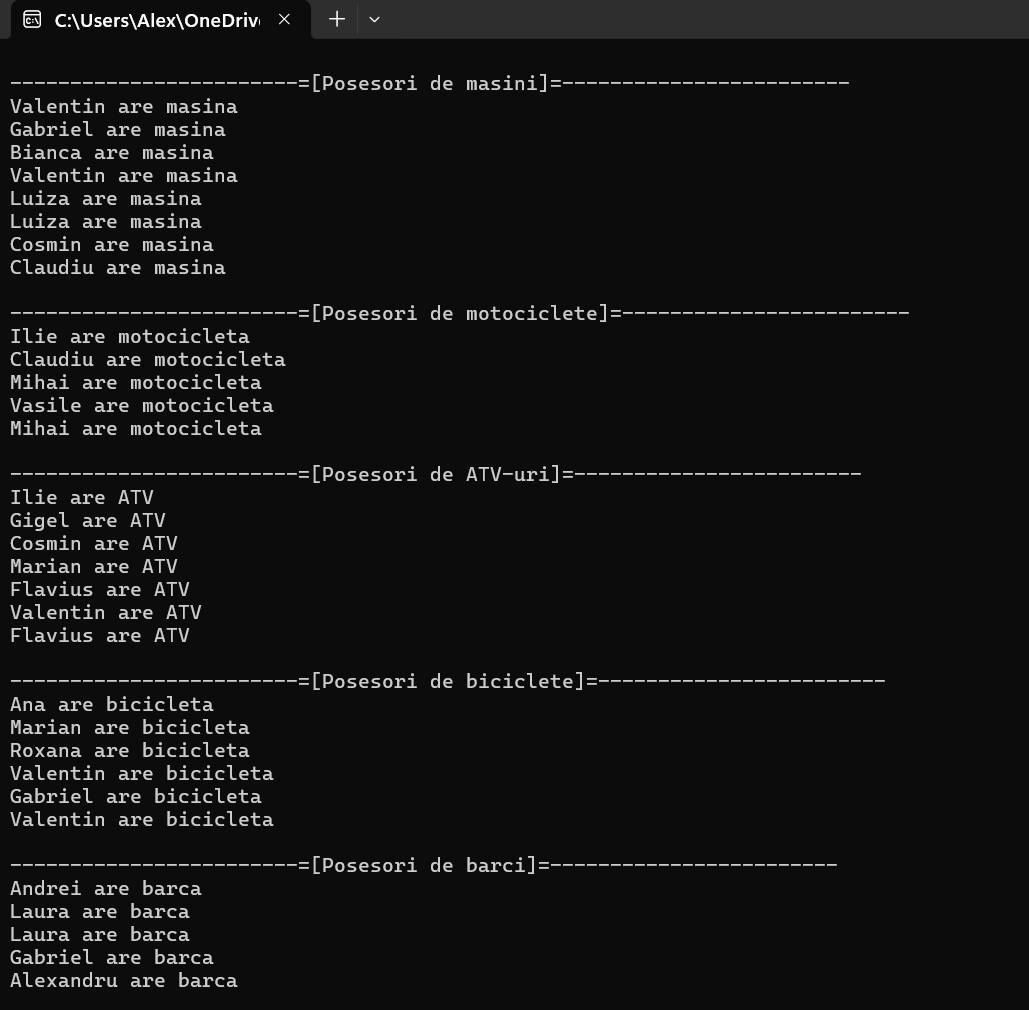 C:\Users\Alex\OneDriv
------------------------=[Posesori de masini]=------------------------
Valentin are masina
Gabriel are masina
Bianca are masina
Valentin are masina
Luiza are masina
Luiza are masina
Cosmin are masina
Claudiu are masina
------------------------=[Posesori de motociclete]=------------------------
Ilie are motocicleta
Claudiu are motocicleta
Mihai are motocicleta
Vasile are motocicleta
Mihai are motocicleta
------------------------=[Posesori de ATV-uri]=------------------------
Ilie are ATV
Gigel are ATV
Cosmin are ATV
Marian are ATV
Flavius are ATV
Valentin are ATV
Flavius are ATV
------------------------=[Posesori de biciclete]=------------------------
Ana are bicicleta
Marian are bicicleta
Roxana are bicicleta
Valentin are bicicleta
Gabriel are bicicleta
Valentin are bicicleta
------------------------=[Posesori de barci]=------------------------
Andrei are barca
Laura are barca
Laura are barca
Gabriel are barca
Alexandru are barca